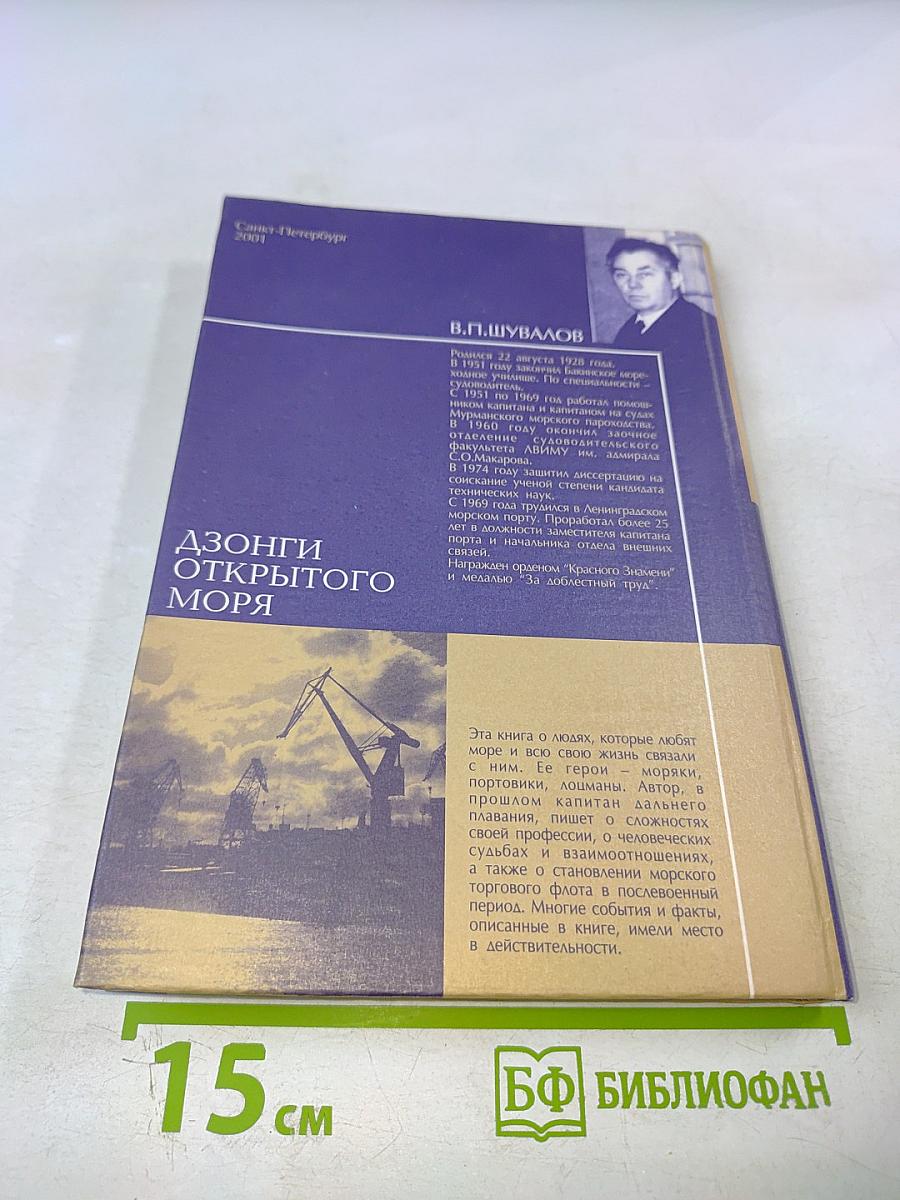 Санкт-Петербург
2001
В.П.ШУВАЛОВ
Родился 22 августа 1928 года.
В 1951 году закончил Бакинское море-
ходное училище. По специальности –
судоводитель.
С 1951 по 1969 год работал помощ-
ником капитана и капитаном на судах
Мурманского морского пароходства.
В 1960 году окончил заочное
отделение судоводительского
факультета ЛВИМУ им. адмирала
С.О.Макарова.
В 1974 году защитил диссертацию на
соискание ученой степени кандидата
технических наук.
С 1969 года трудился в Ленинградском
морском порту. Проработал более 25
лет в должности заместителя капитана
порта и начальника отдела внешних
связей.
Награжден орденом "Красного Знамени"
и медалью "За доблестный труд".
ДЗОНГИ
ОТКРЫТОГО
МОРЯ
Эта книга о людях, которые любят
море и всю свою жизнь связали
с ним. Ее герои – моряки,
портовики, лоцманы. Автор, в
прошлом капитан дальнего
плавания, пишет о сложностях
своей профессии, о человеческих
судьбах и взаимоотношениях,
а также о становлении морского
торгового флота в послевоенный
период. Многие события и факты,
описанные в книге, имели место
в действительности.
15 см
БФ БИБЛИОФАН